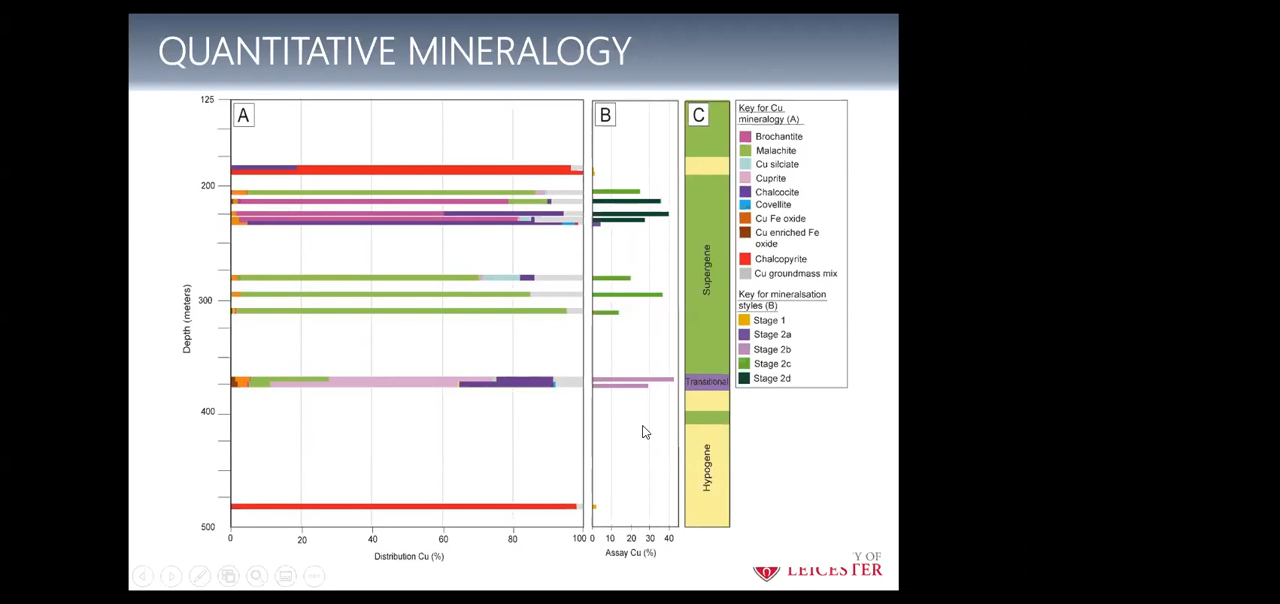 QUANTITATIVE MINERALOGY
A
B
C
125
200
300
400
500
Depth (meters)
0
20
40
60
80
100
Distribution Cu (%)
0
10
20
30
40
Assay Cu (%)
Supergene
Transitional
Hypogene
Key for Cu
mineralogy (A)
Brochantite
Malachite
Cu silciate
Cuprite
Chalcocite
Covellite
Cu Fe oxide
Cu enriched Fe
oxide
Chalcopyrite
Cu groundmass mix
Key for mineralsation
styles (B)
Stage 1
Stage 2a
Stage 2b
Stage 2c
Stage 2d
Y OF
LEICESTER